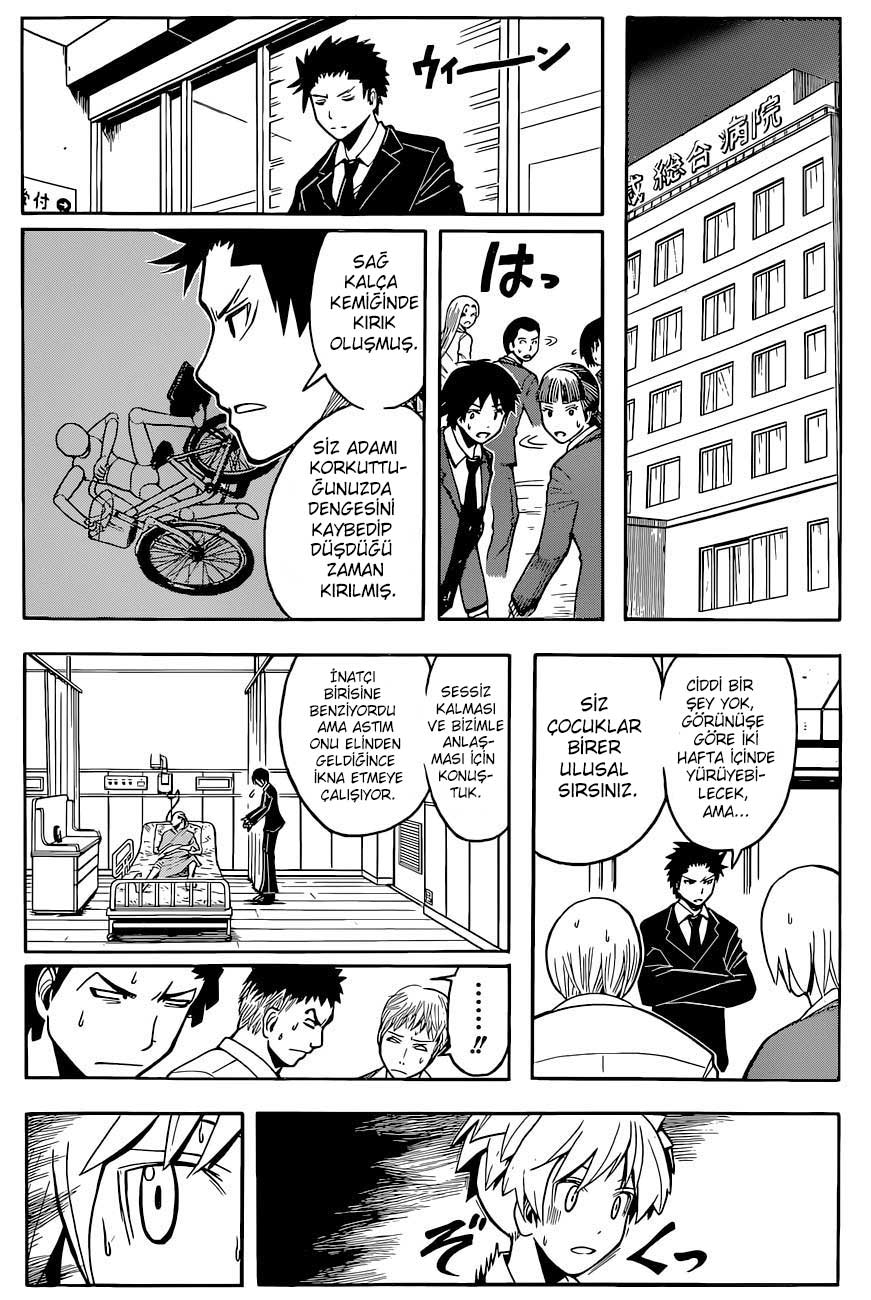 威総合病院
ウィーン
受付
はっ
SAĞ
KALÇA
KEMİĞİNDE
KIRIK
OLUŞMUŞ.
SİZ ADAMI
KORKUTTU-
ĞUNUZDA
DENGESİNİ
KAYBEDİP
DÜŞDÜĞÜ
ZAMAN
KIRILMIŞ.
CİDDİ BİR
ŞEY YOK,
GÖRÜNÜŞE
GÖRE İKİ
HAFTA İÇİNDE
YÜRÜYEBİ-
LECEK,
AMA...
SİZ
ÇOCUKLAR
BİRER
ULUSAL
SIRSINIZ.
SESSİZ
KALMASI
VE BİZİMLE
ANLAŞ-
MASI İÇİN
KONUŞ-
TUK.
İNATÇI
BİRİSİNE
BENZİYORDU
AMA ASTIM
ONU ELİNDEN
GELDİĞİNCE
İKNA ETMEYE
ÇALIŞIYOR.
......!!
ぞくっ